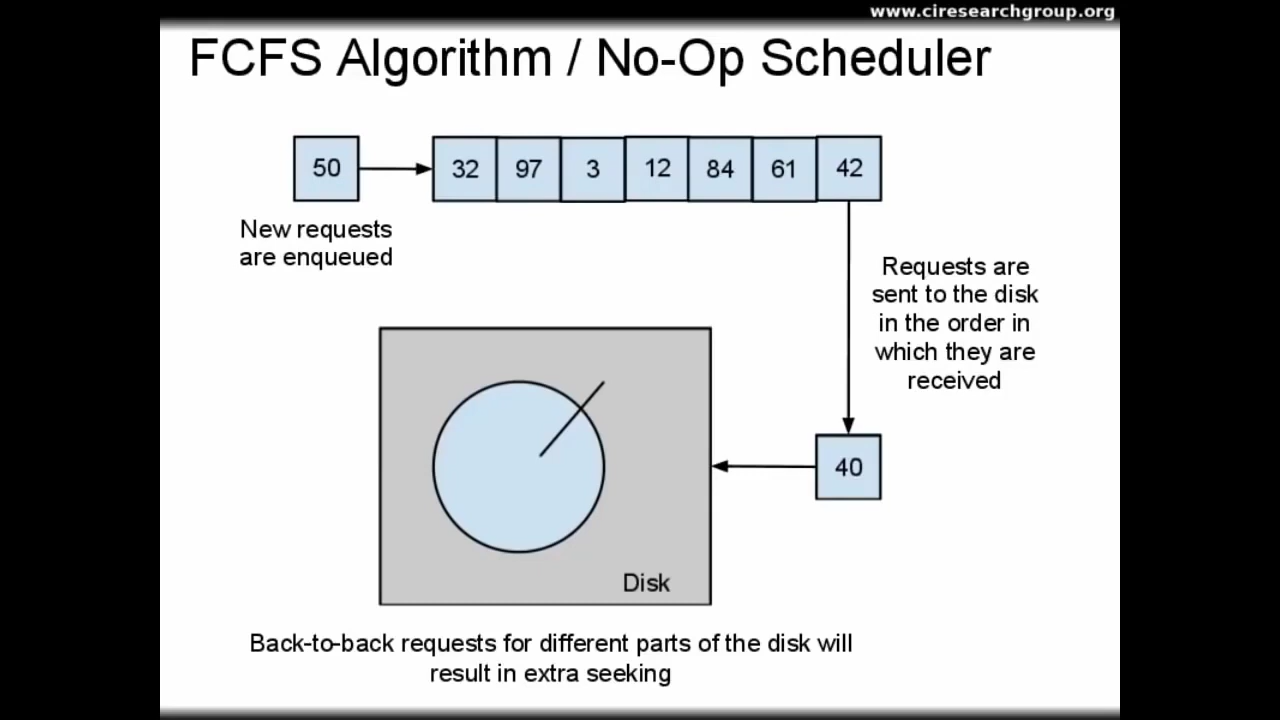 www.ciresearchgroup.org
FCFS Algorithm / No-Op Scheduler
50
32 97 3 12 84 61 42
New requests
are enqueued
Requests are
sent to the disk
in the order in
which they are
received
40
Disk
Back-to-back requests for different parts of the disk will
result in extra seeking